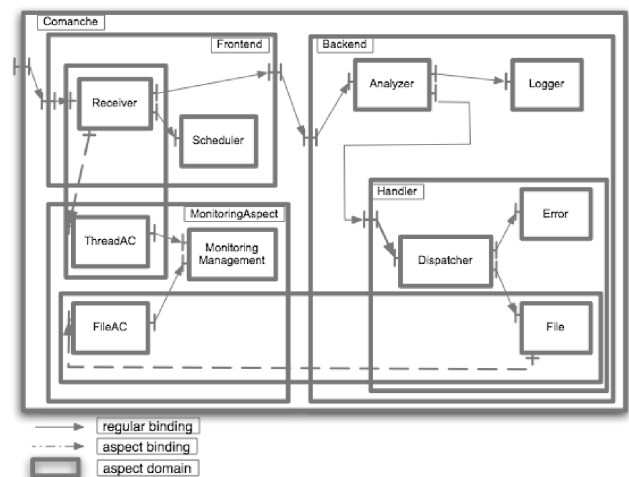 Comanche
Frontend
Backend
Receiver
Scheduler
Analyzer
Logger
Handler
MonitoringAspect
ThreadAC
Monitoring
Management
Error
Dispatcher
FileAC
File
regular binding
aspect binding
aspect domain